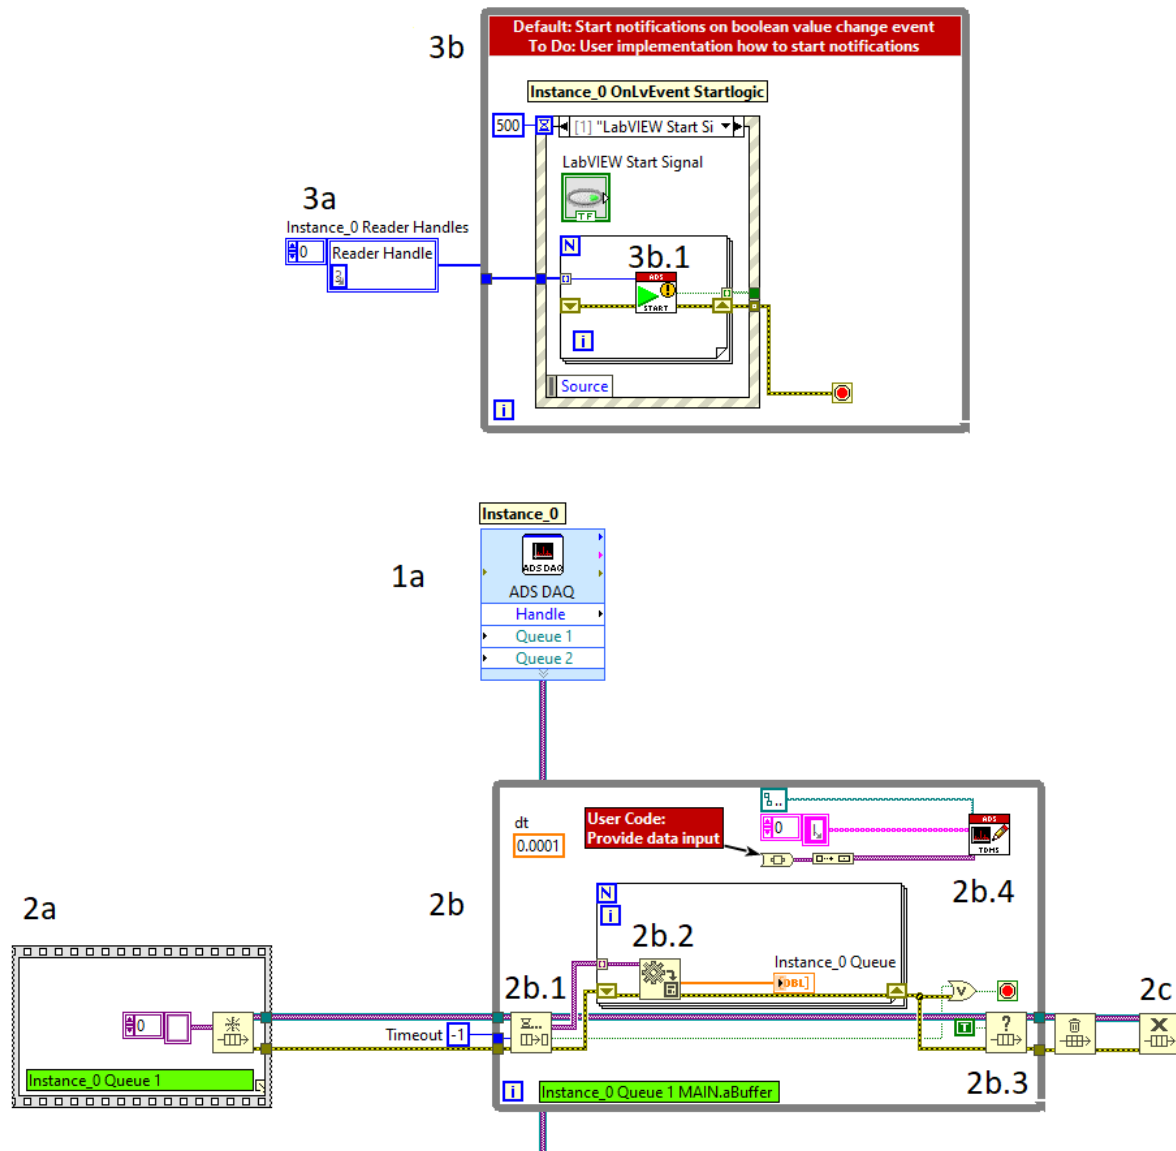 Default: Start notifications on boolean value change event
To Do: User implementation how to start notifications
3b
Instance_0 OnLvEvent Startlogic
500
[1] "LabVIEW Start Si
LabVIEW Start Signal
TF
3a
Instance_0 Reader Handles
0
Reader Handle
N
3b.1
ADS
START
i
Source
i
Instance_0
1a
ADS DAQ
ADS DAQ
Handle
Queue 1
Queue 2
dt
0.0001
User Code:
Provide data input
0
ADS
TDMS
2b.4
2a
2b
N
i
2b.2
Instance_0 Queue
DBL
2b.1
2c
0
Timeout
-1
V
T
?
X
Instance_0 Queue 1
2b.3
i
Instance_0 Queue 1 MAIN.aBuffer